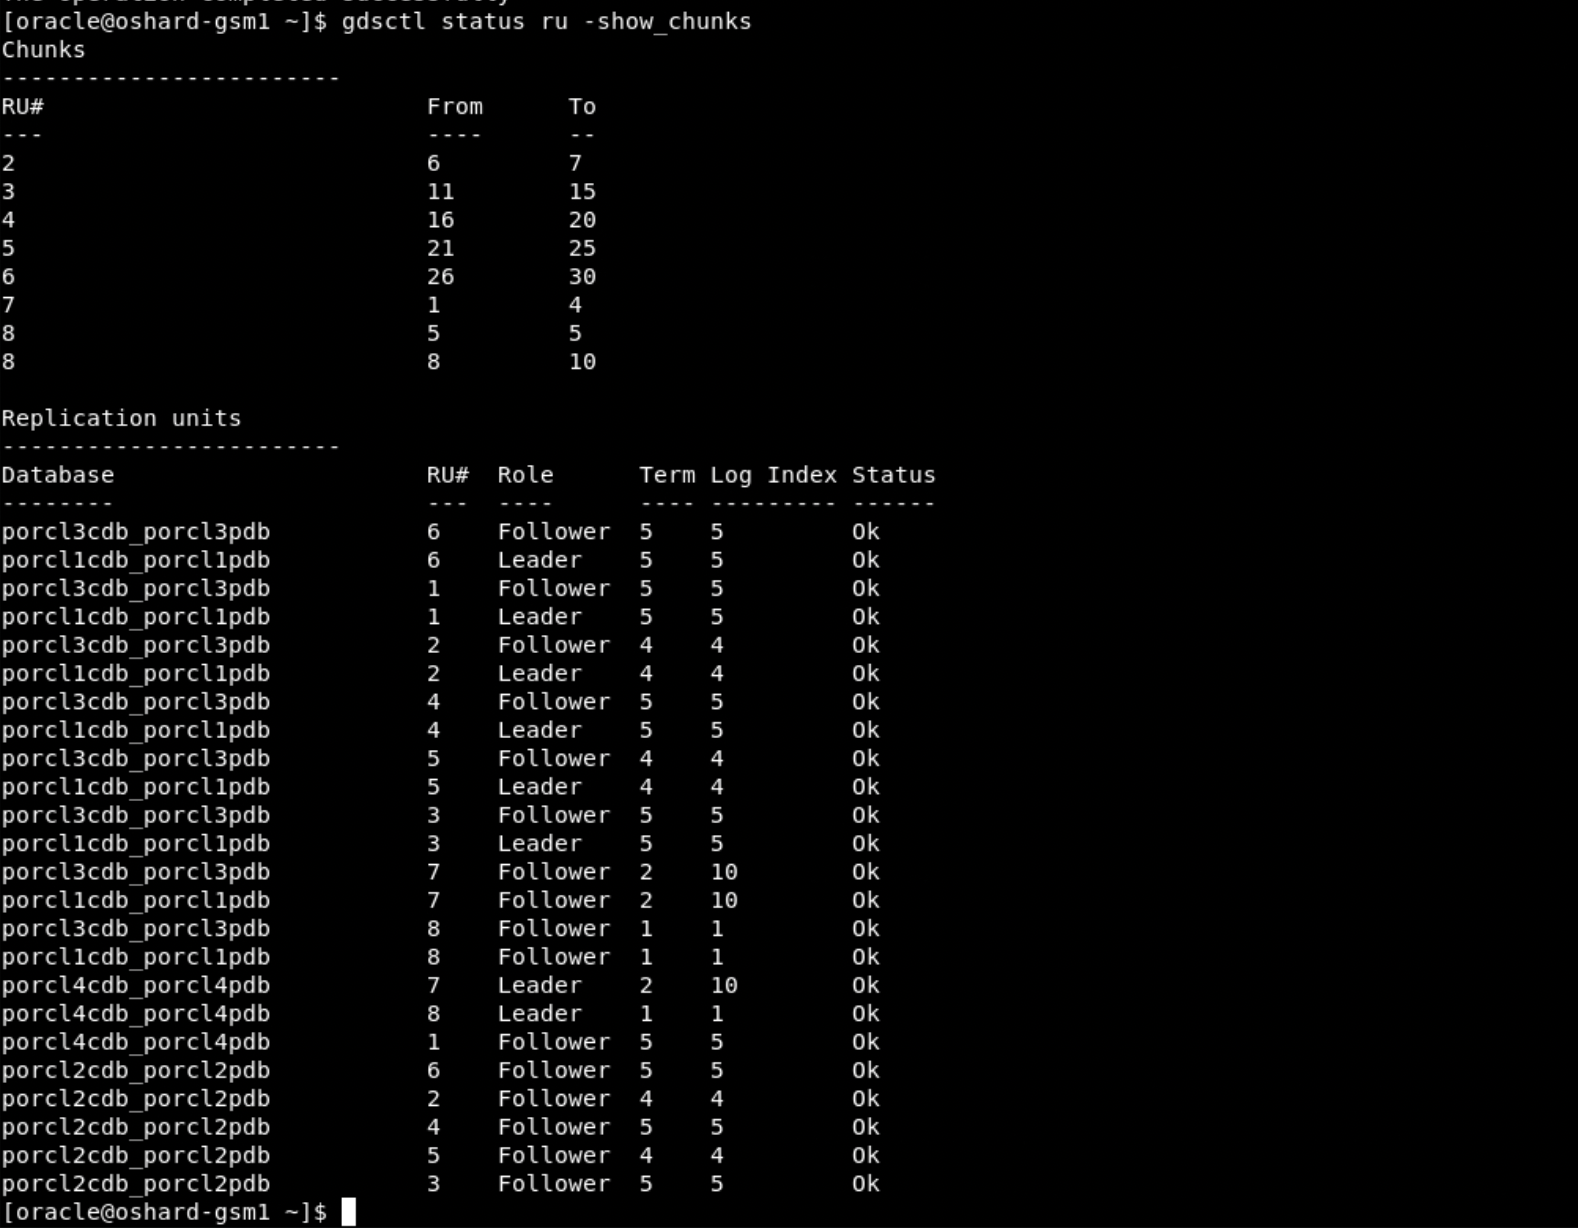 The operation completed successfully
[oracle@oshard-gsm1 ~]$ gdsctl status ru -show_chunks
Chunks
------------------------
RU#                           From      To
---                           ----      --
2                             6         7
3                             11        15
4                             16        20
5                             21        25
6                             26        30
7                             1         4
8                             5         5
8                             8         10

Replication units
------------------------
Database                      RU#  Role      Term Log Index Status
--------                      ---  ----      ---- --------- ------
porcl3cdb_porcl3pdb           6    Follower  5    5         Ok
porcl1cdb_porcl1pdb           6    Leader    5    5         Ok
porcl3cdb_porcl3pdb           1    Follower  5    5         Ok
porcl1cdb_porcl1pdb           1    Leader    5    5         Ok
porcl3cdb_porcl3pdb           2    Follower  4    4         Ok
porcl1cdb_porcl1pdb           2    Leader    4    4         Ok
porcl3cdb_porcl3pdb           4    Follower  5    5         Ok
porcl1cdb_porcl1pdb           4    Leader    5    5         Ok
porcl3cdb_porcl3pdb           5    Follower  4    4         Ok
porcl1cdb_porcl1pdb           5    Leader    4    4         Ok
porcl3cdb_porcl3pdb           3    Follower  5    5         Ok
porcl1cdb_porcl1pdb           3    Leader    5    5         Ok
porcl3cdb_porcl3pdb           7    Follower  2    10        Ok
porcl1cdb_porcl1pdb           7    Follower  2    10        Ok
porcl3cdb_porcl3pdb           8    Follower  1    1         Ok
porcl1cdb_porcl1pdb           8    Follower  1    1         Ok
porcl4cdb_porcl4pdb           7    Leader    2    10        Ok
porcl4cdb_porcl4pdb           8    Leader    1    1         Ok
porcl4cdb_porcl4pdb           1    Follower  5    5         Ok
porcl2cdb_porcl2pdb           6    Follower  5    5         Ok
porcl2cdb_porcl2pdb           2    Follower  4    4         Ok
porcl2cdb_porcl2pdb           4    Follower  5    5         Ok
porcl2cdb_porcl2pdb           5    Follower  4    4         Ok
porcl2cdb_porcl2pdb           3    Follower  5    5         Ok
[oracle@oshard-gsm1 ~]$